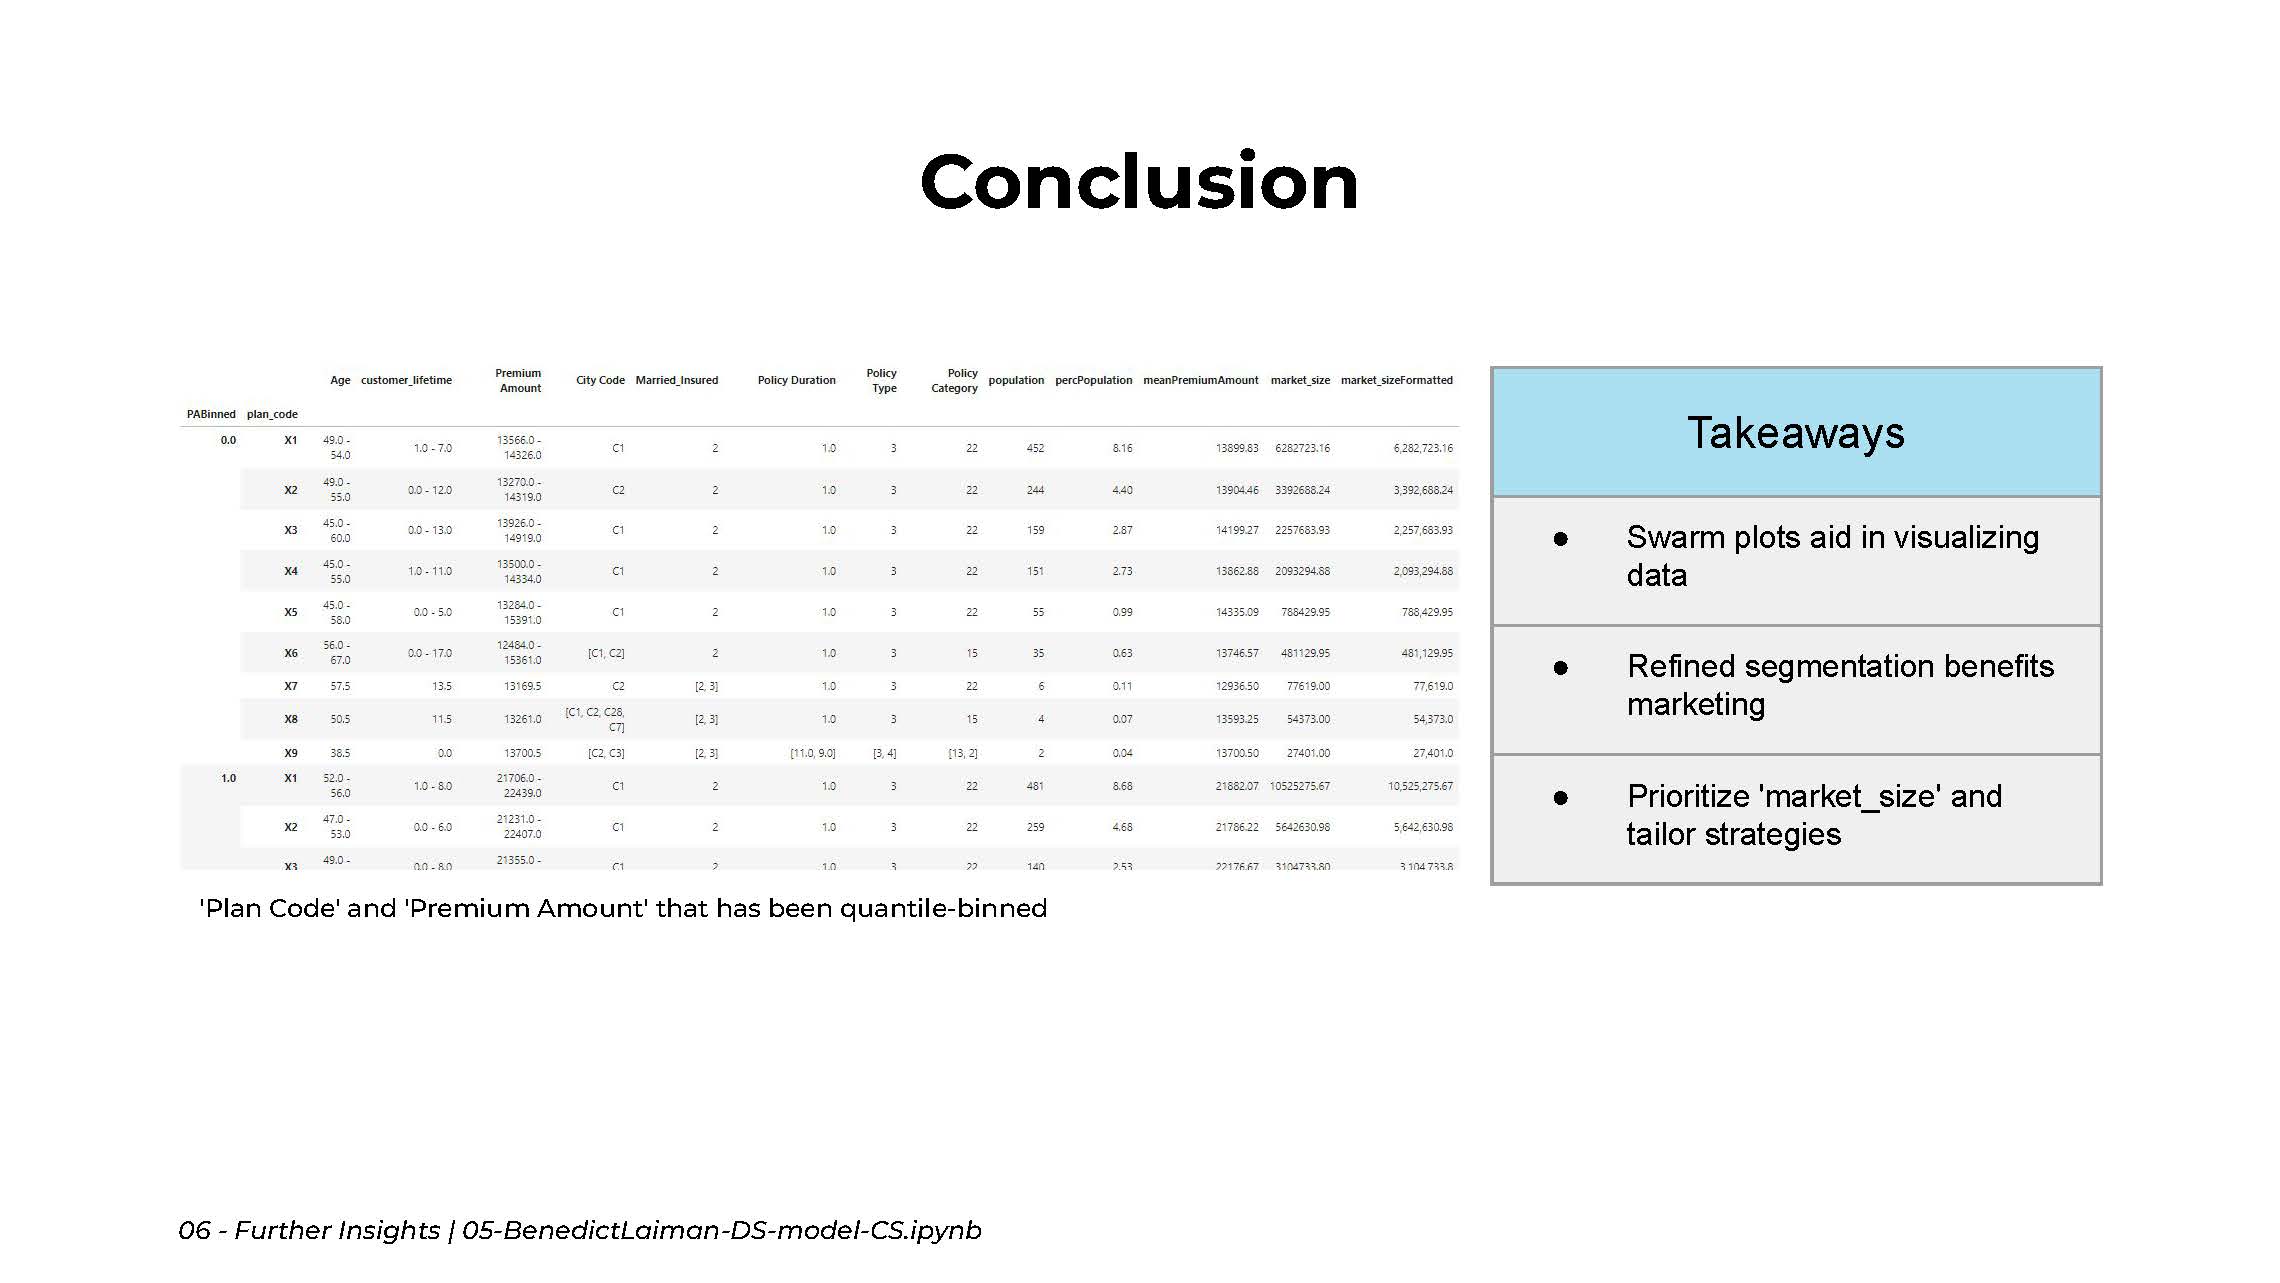 Conclusion
Age customer_lifetime Premium Amount City Code Married_Insured Policy Duration Policy Type Policy Category population percPopulation meanPremiumAmount market_size market_sizeFormatted
PABinned plan_code
0.0 X1 49.0 - 54.0 1.0 - 7.0 13566.0 - 14326.0 C1 2 1.0 3 22 452 8.16 13899.83 6282723.16 6,282,723.16
X2 49.0 - 55.0 0.0 - 12.0 13270.0 - 14319.0 C2 2 1.0 3 22 244 4.40 13904.46 3392688.24 3,392,688.24
X3 45.0 - 60.0 0.0 - 13.0 13926.0 - 14919.0 C1 2 1.0 3 22 159 2.87 14199.27 2257683.93 2,257,683.93
X4 45.0 - 55.0 1.0 - 11.0 13500.0 - 14334.0 C1 2 1.0 3 22 151 2.73 13862.88 2093294.88 2,093,294.88
X5 45.0 - 58.0 0.0 - 5.0 13284.0 - 15391.0 C1 2 1.0 3 22 55 0.99 14335.09 788429.95 788,429.95
X6 56.0 - 67.0 0.0 - 17.0 12484.0 - 15361.0 [C1, C2] 2 1.0 3 15 35 0.63 13746.57 481129.95 481,129.95
X7 57.5 13.5 13169.5 C2 [2, 3] 1.0 3 22 6 0.11 12936.50 77619.00 77,619.0
X8 50.5 11.5 13261.0 [C1, C2, C28, C7] [2, 3] 1.0 3 15 4 0.07 13593.25 54373.00 54,373.0
X9 38.5 0.0 13700.5 [C2, C3] [2, 3] [11.0, 9.0] [3, 4] [13, 2] 2 0.04 13700.50 27401.00 27,401.0
1.0 X1 52.0 - 56.0 1.0 - 8.0 21706.0 - 22439.0 C1 2 1.0 3 22 481 8.68 21882.07 10525275.67 10,525,275.67
X2 47.0 - 53.0 0.0 - 6.0 21231.0 - 22407.0 C1 2 1.0 3 22 259 4.68 21786.22 5642630.98 5,642,630.98
X3 49.0 - 0.0 - 8.0 21355.0 - C1 2 1.0 3 22 140 2.53 22176.67 3104733.80 3,104,733.8
'Plan Code' and 'Premium Amount' that has been quantile-binned
Takeaways
● Swarm plots aid in visualizing
data
● Refined segmentation benefits
marketing
● Prioritize 'market_size' and
tailor strategies
06 - Further Insights | 05-BenedictLaiman-DS-model-CS.ipynb